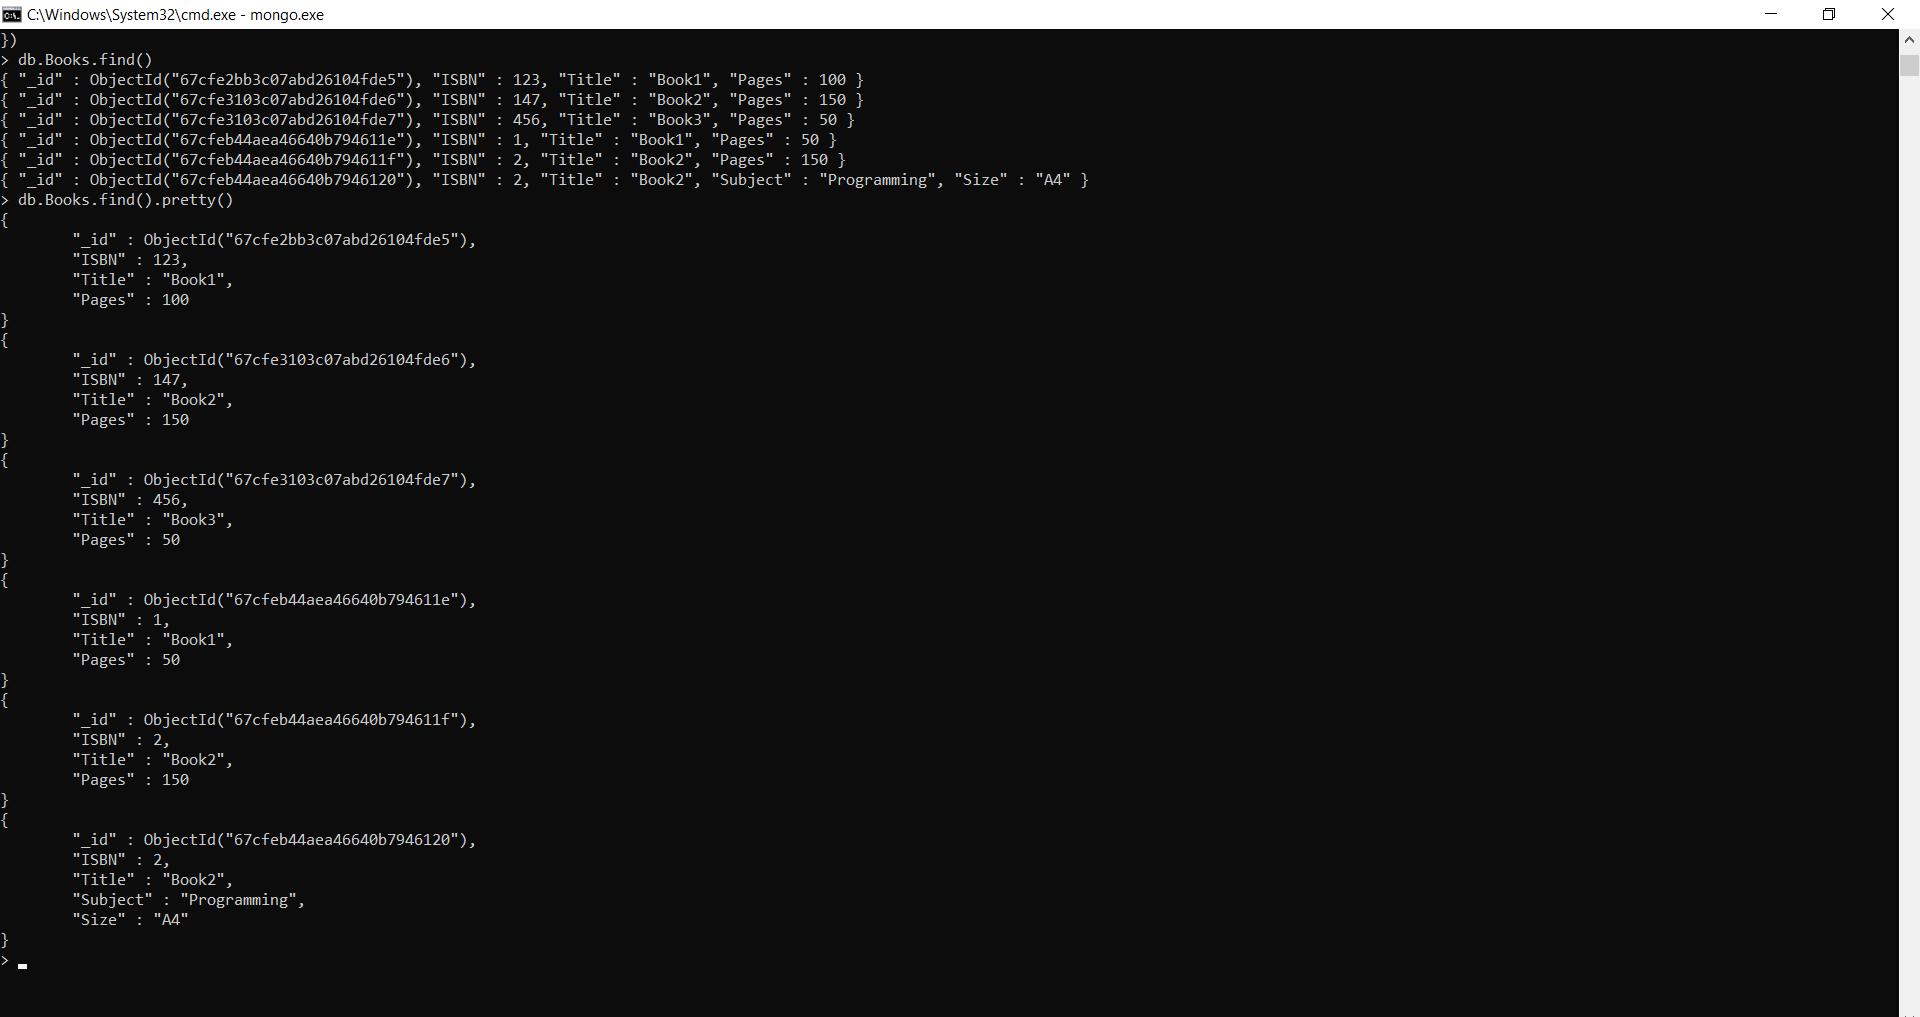 C:\Windows\System32\cmd.exe - mongo.exe
})
> db.Books.find()
{ "_id" : ObjectId("67cfe2bb3c07abd26104fde5"), "ISBN" : 123, "Title" : "Book1", "Pages" : 100 }
{ "_id" : ObjectId("67cfe3103c07abd26104fde6"), "ISBN" : 147, "Title" : "Book2", "Pages" : 150 }
{ "_id" : ObjectId("67cfe3103c07abd26104fde7"), "ISBN" : 456, "Title" : "Book3", "Pages" : 50 }
{ "_id" : ObjectId("67cfeb44aea46640b794611e"), "ISBN" : 1, "Title" : "Book1", "Pages" : 50 }
{ "_id" : ObjectId("67cfeb44aea46640b794611f"), "ISBN" : 2, "Title" : "Book2", "Pages" : 150 }
{ "_id" : ObjectId("67cfeb44aea46640b7946120"), "ISBN" : 2, "Title" : "Book2", "Subject" : "Programming", "Size" : "A4" }
> db.Books.find().pretty()
{
        "_id" : ObjectId("67cfe2bb3c07abd26104fde5"),
        "ISBN" : 123,
        "Title" : "Book1",
        "Pages" : 100
}
{
        "_id" : ObjectId("67cfe3103c07abd26104fde6"),
        "ISBN" : 147,
        "Title" : "Book2",
        "Pages" : 150
}
{
        "_id" : ObjectId("67cfe3103c07abd26104fde7"),
        "ISBN" : 456,
        "Title" : "Book3",
        "Pages" : 50
}
{
        "_id" : ObjectId("67cfeb44aea46640b794611e"),
        "ISBN" : 1,
        "Title" : "Book1",
        "Pages" : 50
}
{
        "_id" : ObjectId("67cfeb44aea46640b794611f"),
        "ISBN" : 2,
        "Title" : "Book2",
        "Pages" : 150
}
{
        "_id" : ObjectId("67cfeb44aea46640b7946120"),
        "ISBN" : 2,
        "Title" : "Book2",
        "Subject" : "Programming",
        "Size" : "A4"
}
>